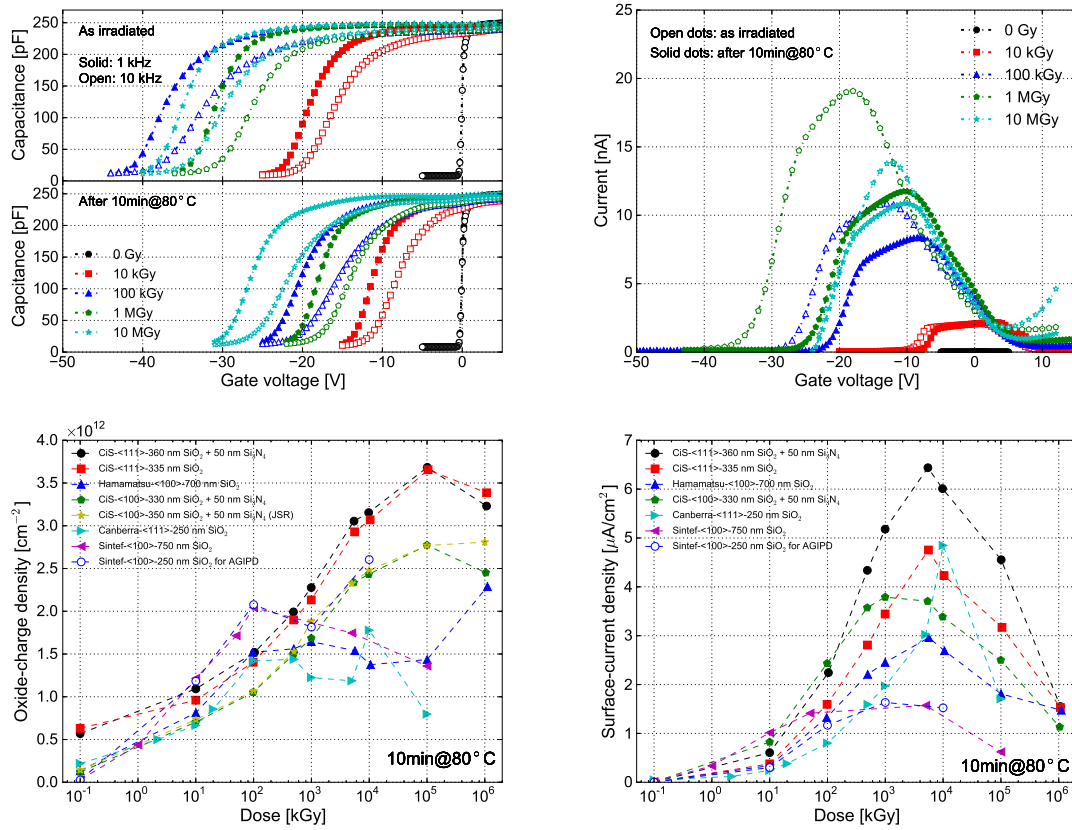 As irradiated
Solid: 1 kHz
Open: 10 kHz
Capacitance [pF]
250
200
150
100
50
0
After 10min@80°C
0 Gy
10 kGy
100 kGy
1 MGy
10 MGy
Capacitance [pF]
250
200
150
100
50
0
−50 −40 −30 −20 −10 0
Gate voltage [V]
Open dots: as irradiated
Solid dots: after 10min@80°C
0 Gy
10 kGy
100 kGy
1 MGy
10 MGy
Current [nA]
25
20
15
10
5
0
−50 −40 −30 −20 −10 0 10
Gate voltage [V]
×10¹²
CiS-<111>-360 nm SiO₂ + 50 nm Si₃N₄
CiS-<111>-335 nm SiO₂
Hamamatsu-<100>-700 nm SiO₂
CiS-<100>-330 nm SiO₂ + 50 nm Si₃N₄
CiS-<100>-350 nm SiO₂ + 50 nm Si₃N₄ (JSR)
Canberra-<111>-250 nm SiO₂
Sintef-<100>-750 nm SiO₂
Sintef-<100>-250 nm SiO₂ for AGIPD
Oxide-charge density [cm⁻²]
4.0
3.5
3.0
2.5
2.0
1.5
1.0
0.5
0.0
10min@80°C
10⁻¹ 10⁰ 10¹ 10² 10³ 10⁴ 10⁵ 10⁶
Dose [kGy]
CiS-<111>-360 nm SiO₂ + 50 nm Si₃N₄
CiS-<111>-335 nm SiO₂
Hamamatsu-<100>-700 nm SiO₂
CiS-<100>-330 nm SiO₂ + 50 nm Si₃N₄
Canberra-<111>-250 nm SiO₂
Sintef-<100>-750 nm SiO₂
Sintef-<100>-250 nm SiO₂ for AGIPD
Surface-current density [μA/cm²]
7
6
5
4
3
2
1
0
10min@80°C
10⁻¹ 10⁰ 10¹ 10² 10³ 10⁴ 10⁵ 10⁶
Dose [kGy]